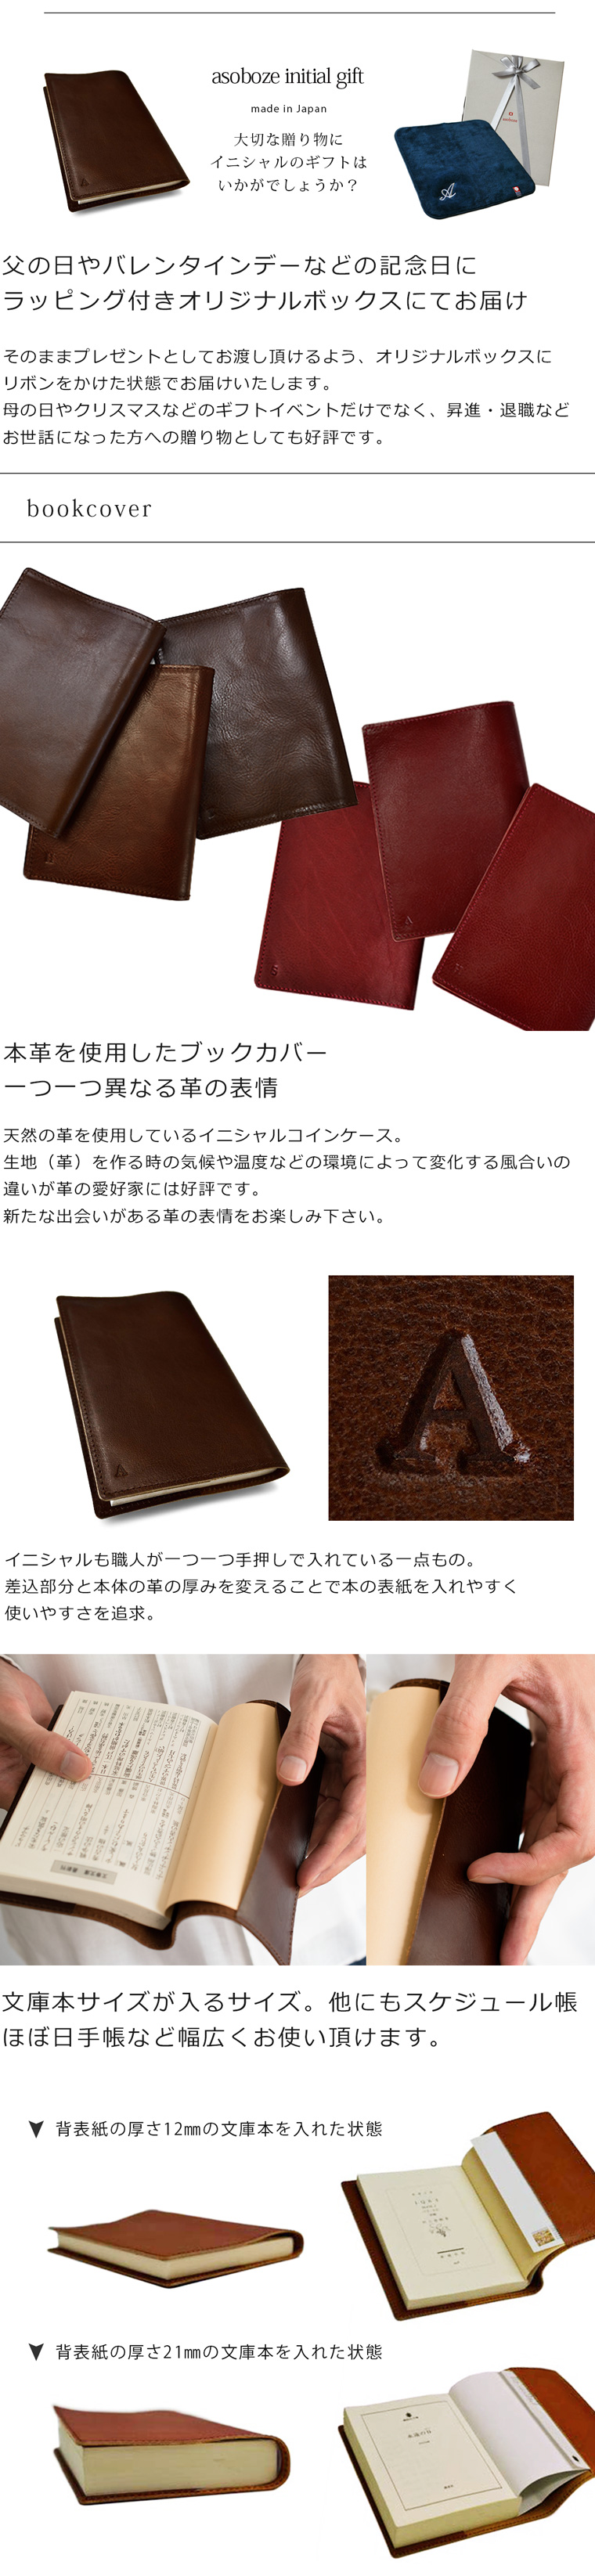 asoboze initial gift
made in Japan
大切な贈り物に
イニシャルのギフトは
いかがでしょうか？
父の日やバレンタインデーなどの記念日に
ラッピング付きオリジナルボックスにてお届け
そのままプレゼントとしてお渡し頂けるよう、オリジナルボックスに
リボンをかけた状態でお届けいたします。
母の日やクリスマスなどのギフトイベントだけでなく、昇進・退職など
お世話になった方への贈り物としても好評です。
bookcover
本革を使用したブックカバー
一つ一つ異なる革の表情
天然の革を使用しているイニシャルコインケース。
生地（革）を作る時の気候や温度などの環境によって変化する風合いの
違いが革の愛好家には好評です。
新たな出会いがある革の表情をお楽しみ下さい。
A
イニシャルも職人が一つ一つ手押しで入れている一点もの。
差込部分と本体の革の厚みを変えることで本の表紙を入れやすく
使いやすさを追求。
文庫本サイズが入るサイズ。他にもスケジュール帳
ほぼ日手帳など幅広くお使い頂けます。
背表紙の厚さ12㎜の文庫本を入れた状態
背表紙の厚さ21㎜の文庫本を入れた状態